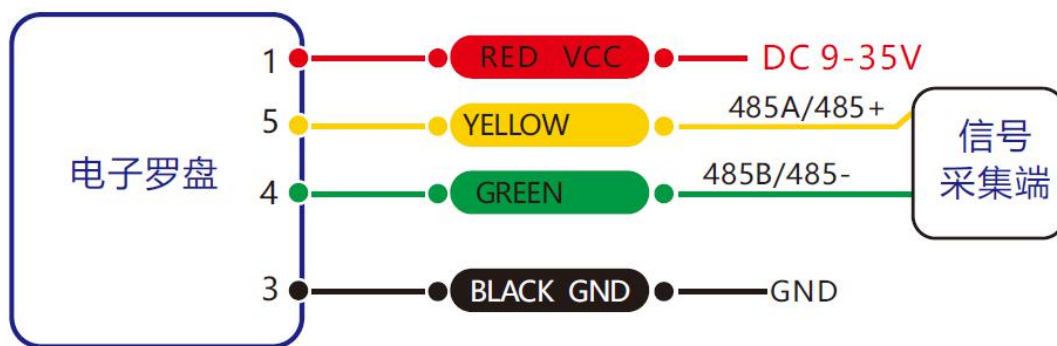 电子罗盘
1 RED VCC DC 9-35V
5 YELLOW 485A/485+
4 GREEN 485B/485-
3 BLACK GND GND
信号
采集端